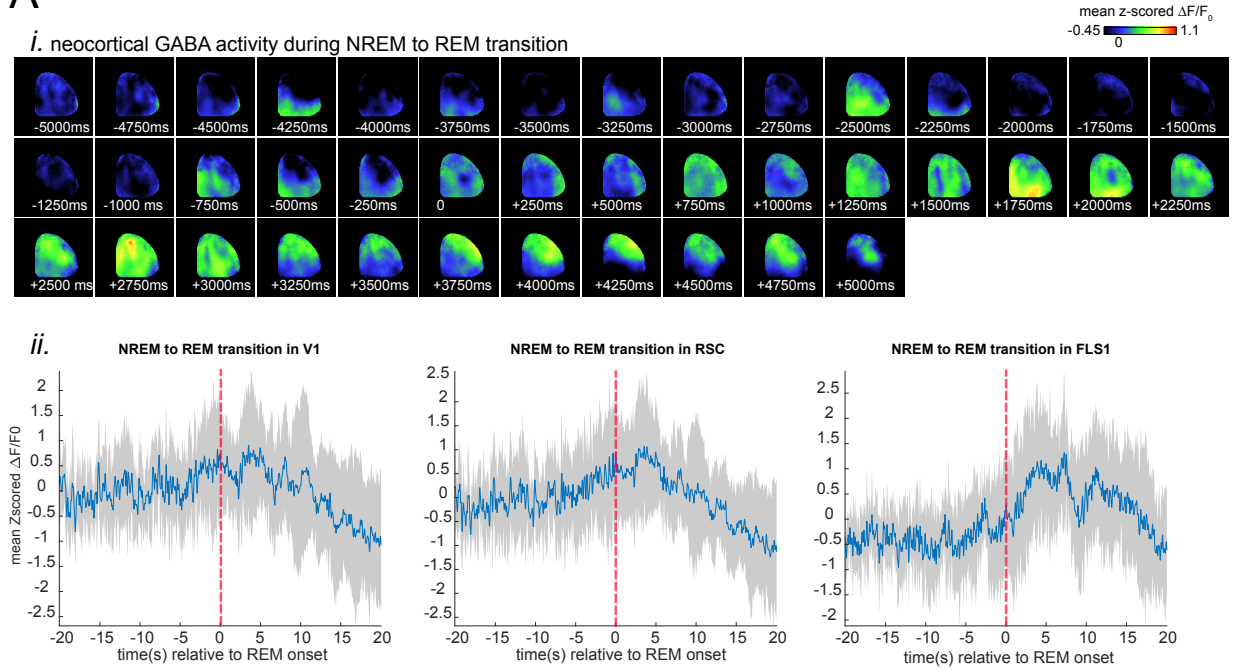 mean z-scored ΔF/F0
-0.45 1.1
0
i. neocortical GABA activity during NREM to REM transition
-5000ms -4750ms -4500ms -4250ms -4000ms -3750ms -3500ms -3250ms -3000ms -2750ms -2500ms -2250ms -2000ms -1750ms -1500ms
-1250ms -1000 ms -750ms -500ms -250ms 0 +250ms +500ms +750ms +1000ms +1250ms +1500ms +1750ms +2000ms +2250ms
+2500 ms +2750ms +3000ms +3250ms +3500ms +3750ms +4000ms +4250ms +4500ms +4750ms +5000ms
ii.
NREM to REM transition in V1
mean Zscored ΔF/F0
2
1.5
1
0.5
0
-0.5
-1
-1.5
-2
-2.5
-20 -15 -10 -5 0 5 10 15 20
time(s) relative to REM onset
NREM to REM transition in RSC
2.5
2
1.5
1
0.5
0
-0.5
-1
-1.5
-2
-2.5
-20 -15 -10 -5 0 5 10 15 20
time(s) relative to REM onset
NREM to REM transition in FLS1
2.5
2
1.5
1
0.5
0
-0.5
-1
-1.5
-2
-20 -15 -10 -5 0 5 10 15 20
time(s) relative to REM onset